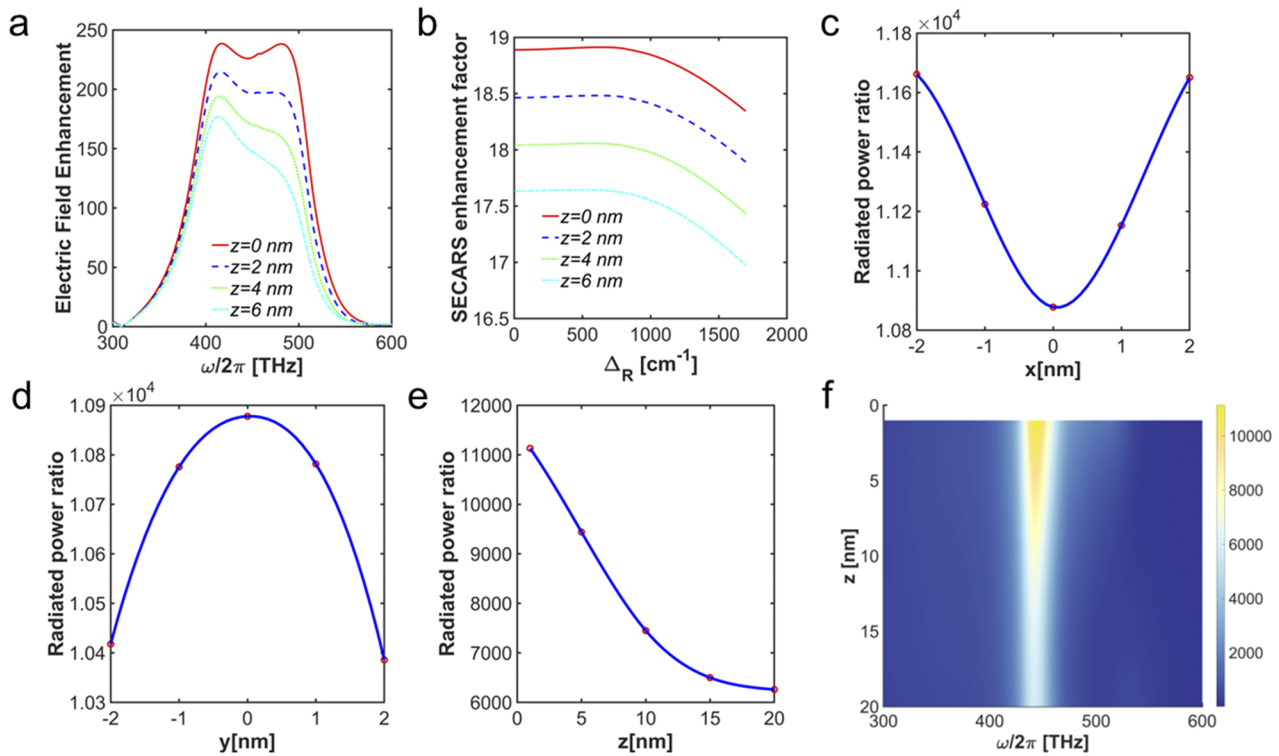 a
250
200
150
100
50
0
Electric Field Enhancement
z=0 nm
z=2 nm
z=4 nm
z=6 nm
300
400
500
600
ω/2π [THz]
b
19
18.5
18
17.5
17
16.5
SECARS enhancement factor
z=0 nm
z=2 nm
z=4 nm
z=6 nm
0
500
1000
1500
2000
Δ_R [cm⁻¹]
c
×10⁴
1.18
1.16
1.14
1.12
1.1
1.08
Radiated power ratio
-2
-1
0
1
2
x[nm]
d
×10⁴
1.09
1.08
1.07
1.06
1.05
1.04
1.03
Radiated power ratio
-2
-1
0
1
2
y[nm]
e
12000
11000
10000
9000
8000
7000
6000
Radiated power ratio
0
5
10
15
20
z[nm]
f
0
5
10
15
20
z [nm]
300
400
500
600
ω/2π [THz]
10000
8000
6000
4000
2000